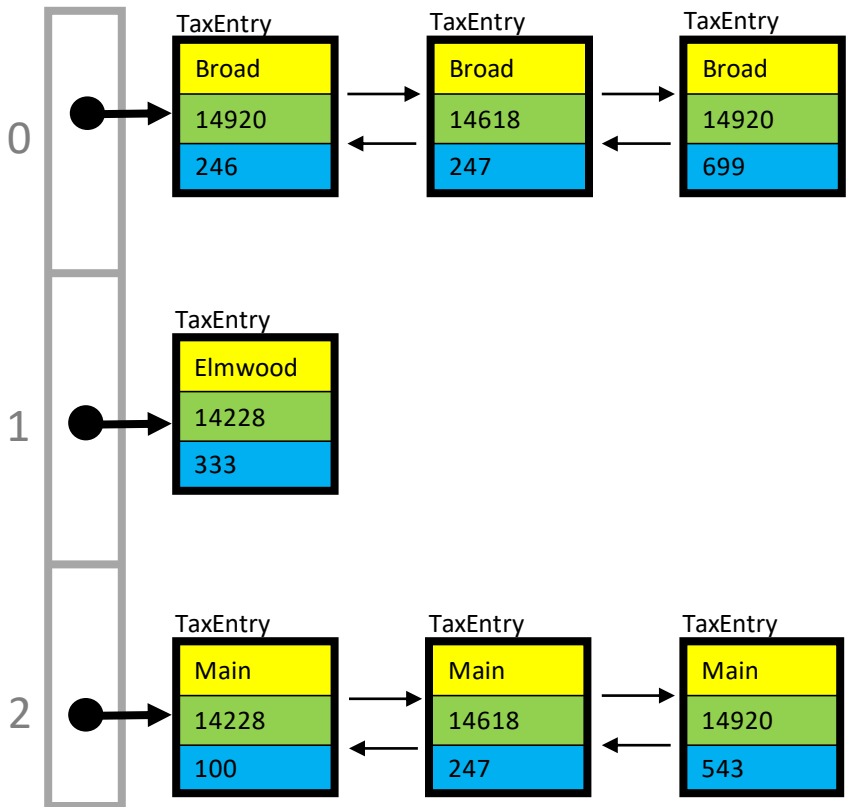 TaxEntry TaxEntry TaxEntry
Broad Broad Broad
0 14920 14618 14920
246 247 699
TaxEntry
Elmwood
1 14228
333
TaxEntry TaxEntry TaxEntry
Main Main Main
2 14228 14618 14920
100 247 543